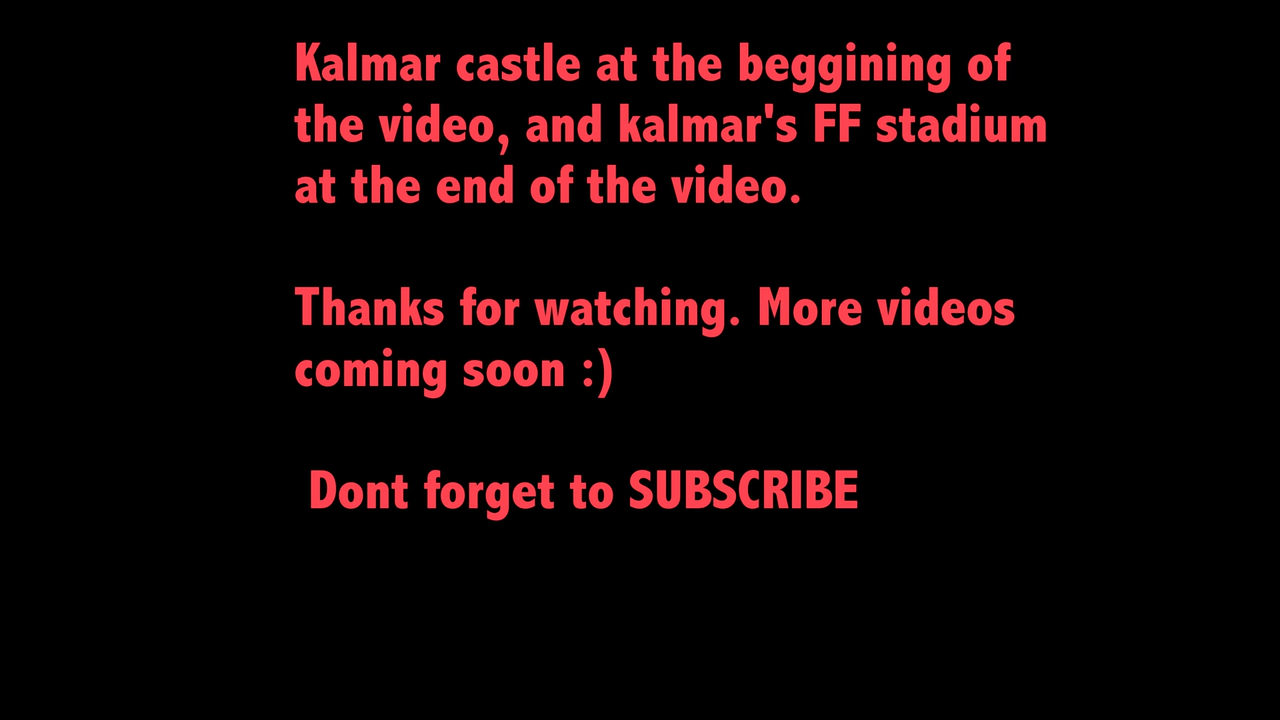 Kalmar castle at the beggining of
the video, and kalmar's FF stadium
at the end of the video.
Thanks for watching. More videos
coming soon :)
Dont forget to SUBSCRIBE